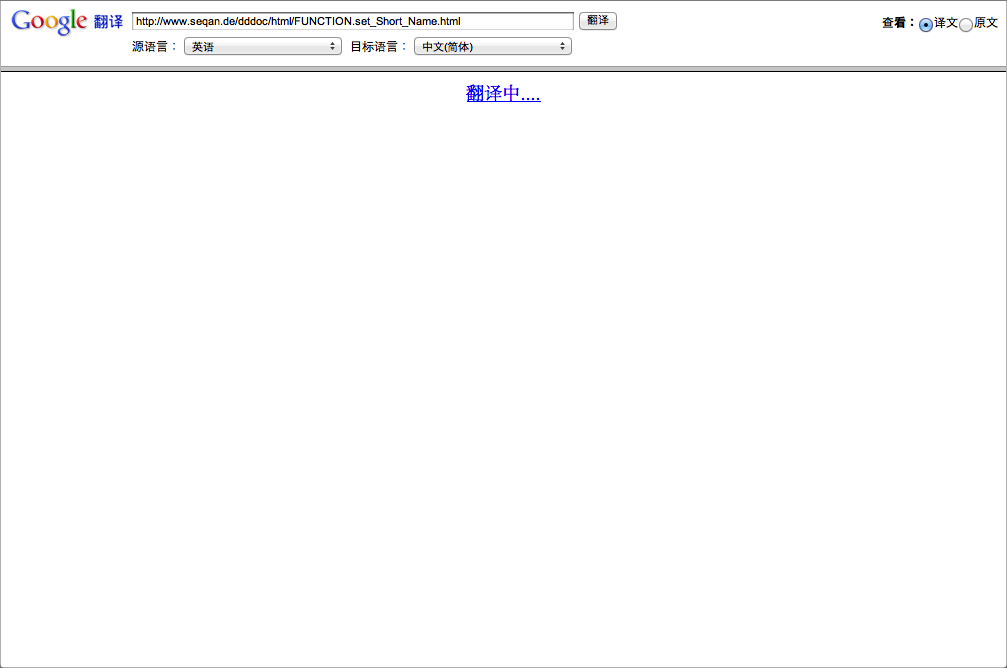 Google 翻译 http://www.seqan.de/dddoc/html/FUNCTION.set_Short_Name.html 翻译 查看： 译文 原文
源语言： 英语 目标语言： 中文(简体)
翻译中....